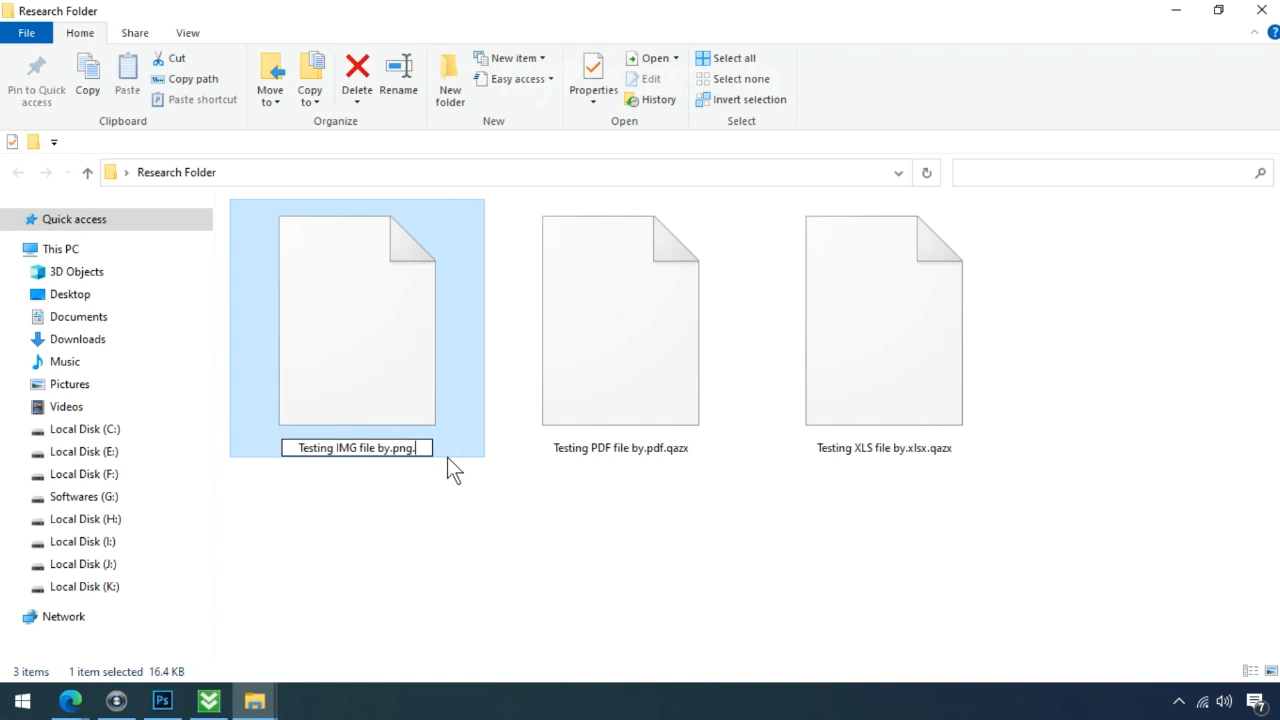 Research Folder
File
Home
Share
View
Pin to Quick
access
Copy
Paste
Cut
Copy path
Paste shortcut
Clipboard
Move
to
Copy
to
Delete
Rename
Organize
New
folder
New item
Easy access
New
Properties
Open
Edit
History
Open
Select all
Select none
Invert selection
Select
Research Folder
Quick access
This PC
3D Objects
Desktop
Documents
Downloads
Music
Pictures
Videos
Local Disk (C:)
Local Disk (E:)
Local Disk (F:)
Softwares (G:)
Local Disk (H:)
Local Disk (I:)
Local Disk (J:)
Local Disk (K:)
Network
Testing IMG file by.png.
Testing PDF file by.pdf.qazx
Testing XLS file by.xlsx.qazx
3 items
1 item selected 16.4 KB
Ps
7